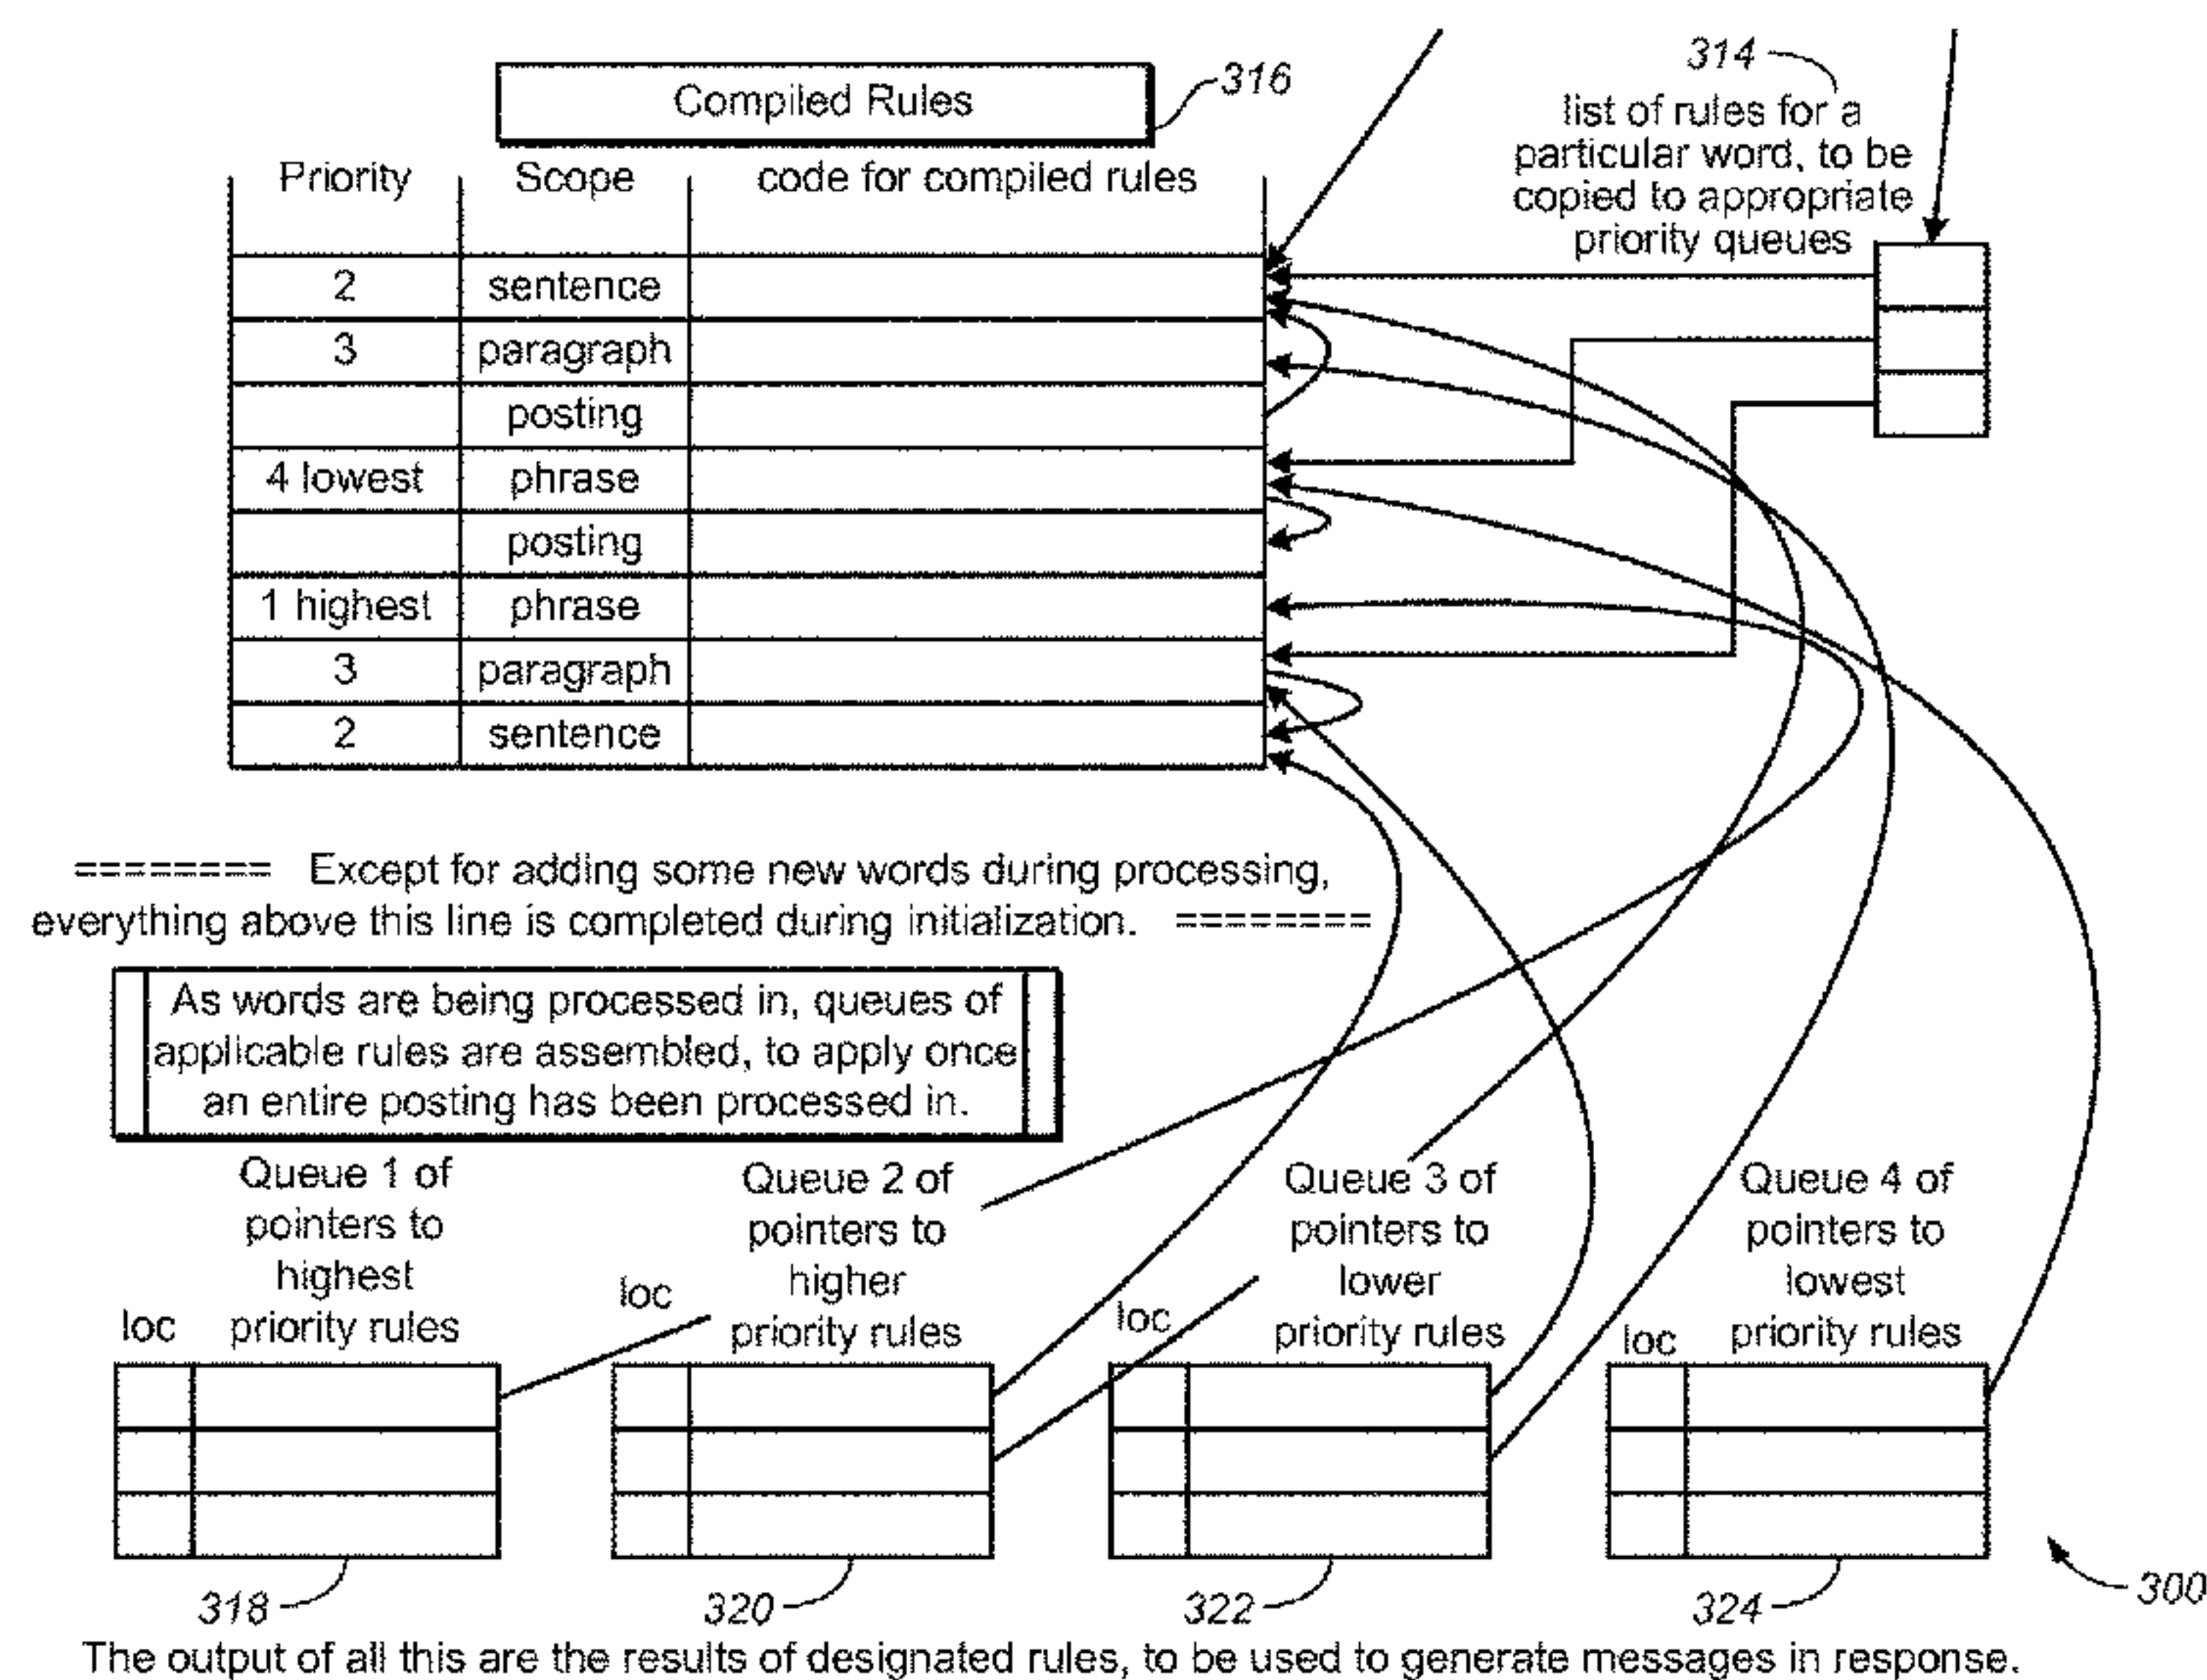 Compiled Rules
316
314
list of rules for a
particular word, to be
copied to appropriate
priority queues
Priority Scope code for compiled rules
2 sentence
3 paragraph
posting
4 lowest phrase
posting
1 highest phrase
3 paragraph
2 sentence
======== Except for adding some new words during processing,
everything above this line is completed during initialization. ========
As words are being processed in, queues of
applicable rules are assembled, to apply once
an entire posting has been processed in.
Queue 1 of
pointers to
highest
priority rules
loc
Queue 2 of
pointers to
higher
priority rules
loc
Queue 3 of
pointers to
lower
priority rules
loc
Queue 4 of
pointers to
lowest
priority rules
loc
318
320
322
324
300
The output of all this are the results of designated rules, to be used to generate messages in response.